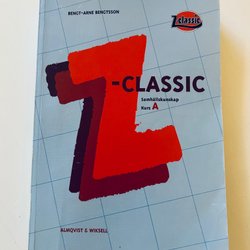 BENGT-ARNE BENGTSSON
Z classic
Z-CLASSIC
Samhällskunskap
Kurs A
ALMQVIST & WIKSELL